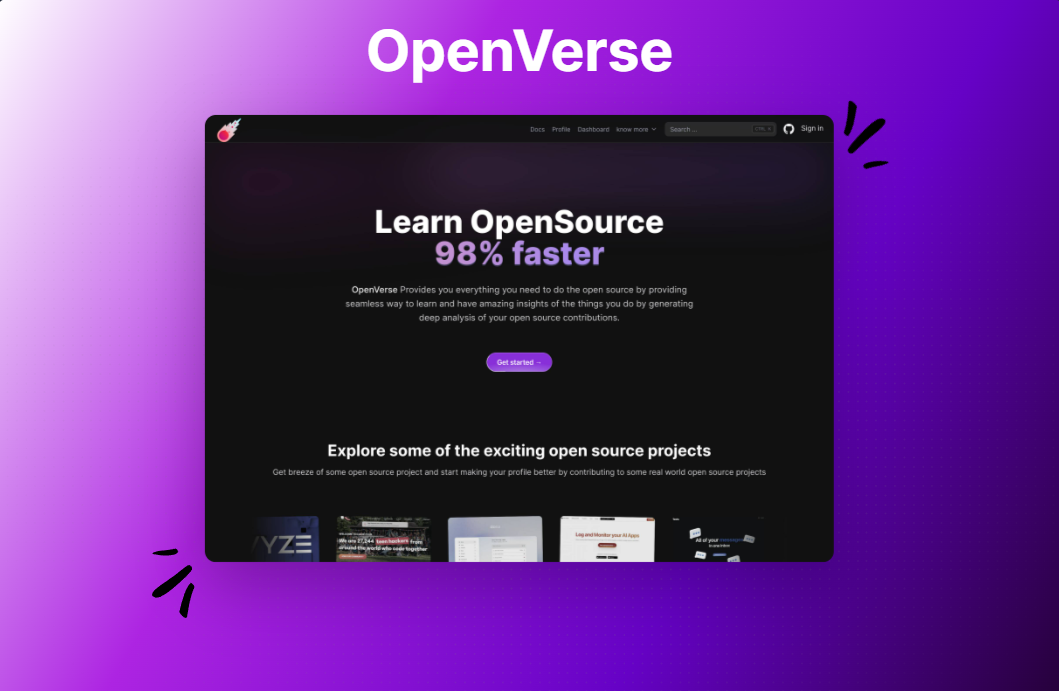 OpenVerse
Docs Profile Dashboard know more Search ... CTRL K Sign in
Learn OpenSource
98% faster
OpenVerse Provides you everything you need to do the open source by providing
seamless way to learn and have amazing insights of the things you do by generating
deep analysis of your open source contributions.
Get started →
Explore some of the exciting open source projects
Get breeze of some open source project and start making your profile better by contributing to some real world open source projects
YZE
We are 27,244 teen hackers from
around the world who code together
Log and Monitor your AI Apps
All of your messages